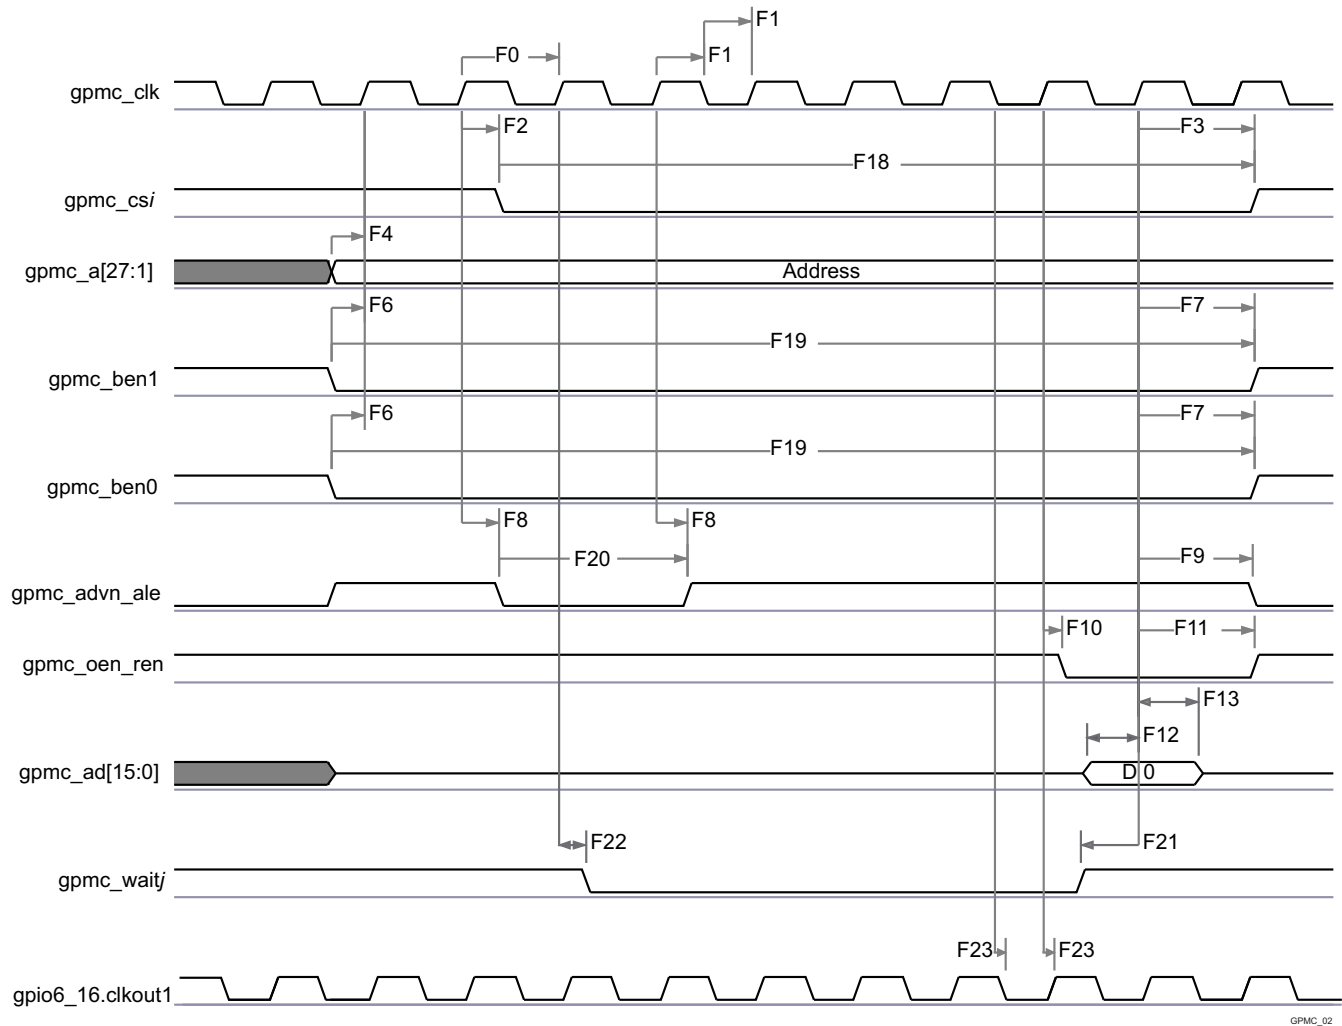 F1
F0
F1
gpmc_clk
F2
F3
F18
gpmc_csi
F4
gpmc_a[27:1]
Address
F6
F7
F19
gpmc_ben1
F6
F7
F19
gpmc_ben0
F8
F8
F20
F9
gpmc_advn_ale
F10
F11
gpmc_oen_ren
F13
F12
gpmc_ad[15:0]
D 0
F22
F21
gpmc_waitj
F23
F23
gpio6_16.clkout1
GPMC_02